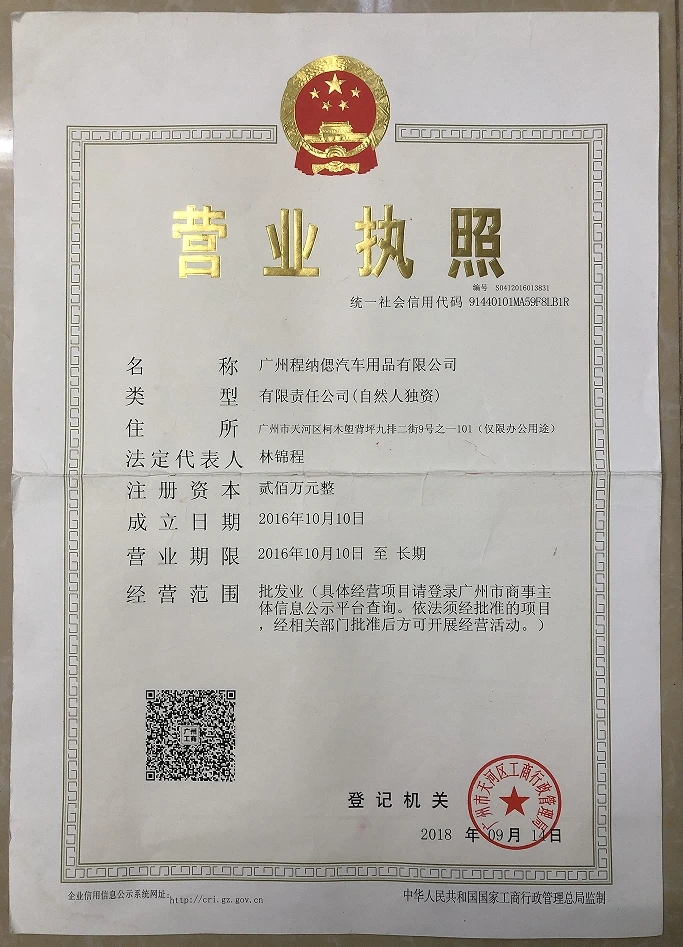 营业执照
编号 S0412016013831
统一社会信用代码 91440101MA59F8LB1R
名称 广州程纳偲汽车用品有限公司
类型 有限责任公司(自然人独资)
住所 广州市天河区柯木塱背坪九排二街9号之一101（仅限办公用途）
法定代表人 林锦程
注册资本 贰佰万元整
成立日期 2016年10月10日
营业期限 2016年10月10日 至 长期
经营范围 批发业（具体经营项目请登录广州市商事主
体信息公示平台查询。依法须经批准的项目
，经相关部门批准后方可开展经营活动。）
广州
工商
登记机关
广州市天河区工商行政管理局
2018 年 09月 14日
企业信用信息公示系统网址: http://cri.gz.gov.cn
中华人民共和国国家工商行政管理总局监制